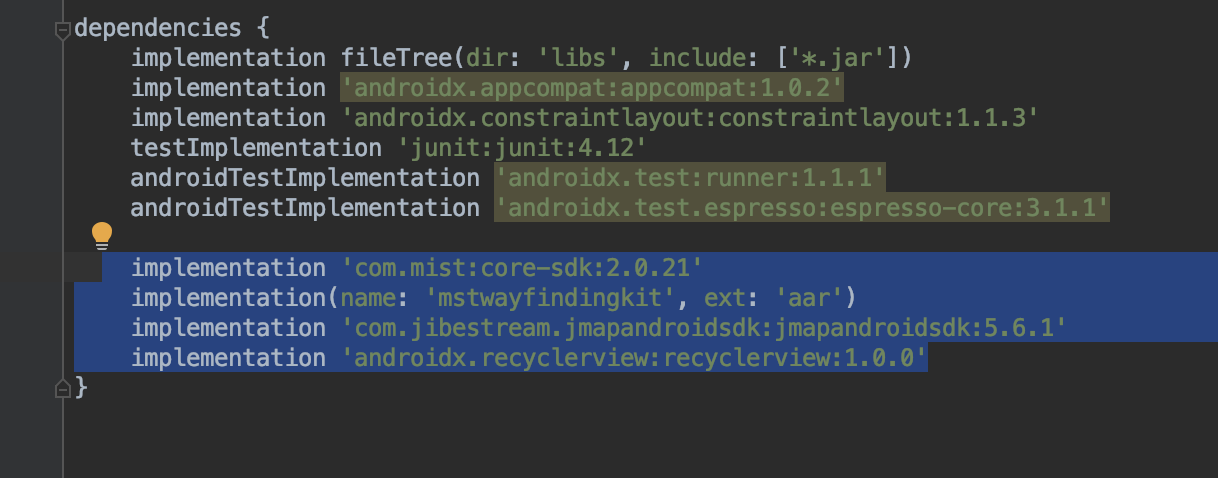 dependencies {
implementation fileTree(dir: 'libs', include: ['*.jar'])
implementation 'androidx.appcompat:appcompat:1.0.2'
implementation 'androidx.constraintlayout:constraintlayout:1.1.3'
testImplementation 'junit:junit:4.12'
androidTestImplementation 'androidx.test:runner:1.1.1'
androidTestImplementation 'androidx.test.espresso:espresso-core:3.1.1'
implementation 'com.mist:core-sdk:2.0.21'
implementation(name: 'mstwayfindingkit', ext: 'aar')
implementation 'com.jibestream.jmapandroidsdk:jmapandroidsdk:5.6.1'
implementation 'androidx.recyclerview:recyclerview:1.0.0'
}